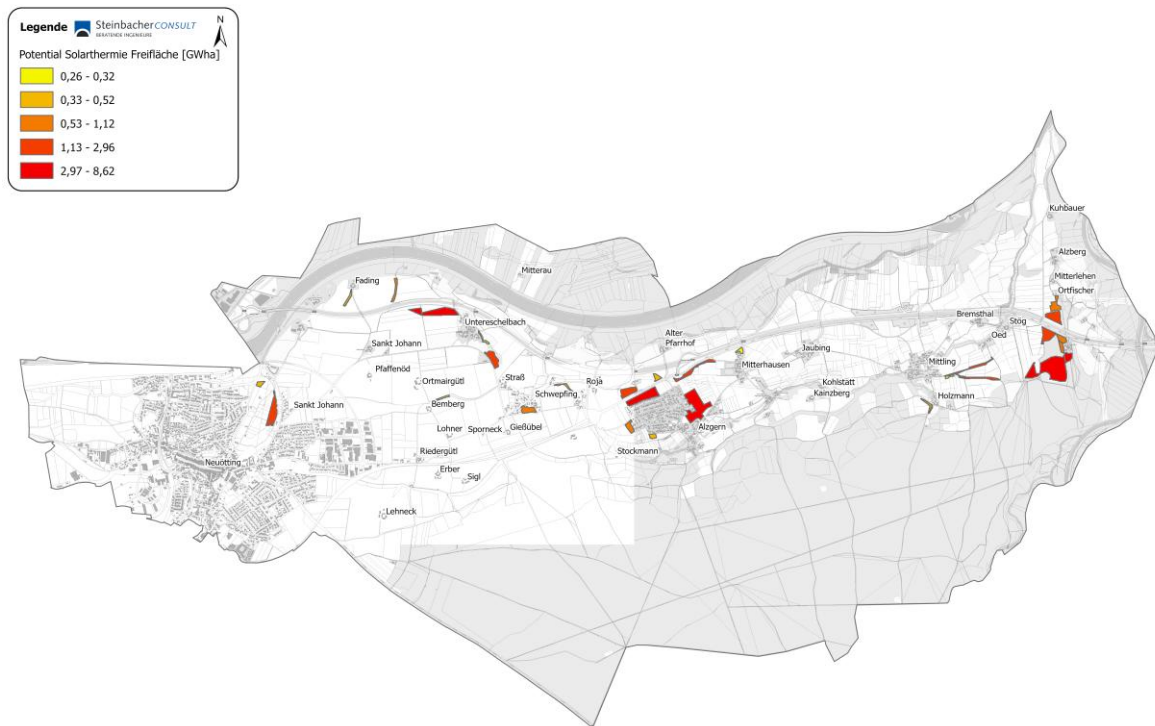 Legende
SteinbacherCONSULT
BERATENDE INGENIEURE
N
Potential Solarthermie Freifläche [GWha]
0,26 - 0,32
0,33 - 0,52
0,53 - 1,12
1,13 - 2,96
2,97 - 8,62
Kuhbauer
Alzberg
Mitterau
Mitterlehen
Fading
Ortfischer
Untereschelbach
Bremsthal
Stög
Oed
Alter
Pfarrhof
Sankt Johann
Jaubing
Mittling
Mitterhausen
Pfaffenöd
Ortmairgütl
Straß
Roja
Kohlstatt
Schwepfing
Kainzberg
Holzmann
Bemberg
Sankt Johann
Lohner
Sporneck
Gießübel
Alzgern
Stockmann
Riedergütl
Neuötting
Erber
Sigl
Lehneck